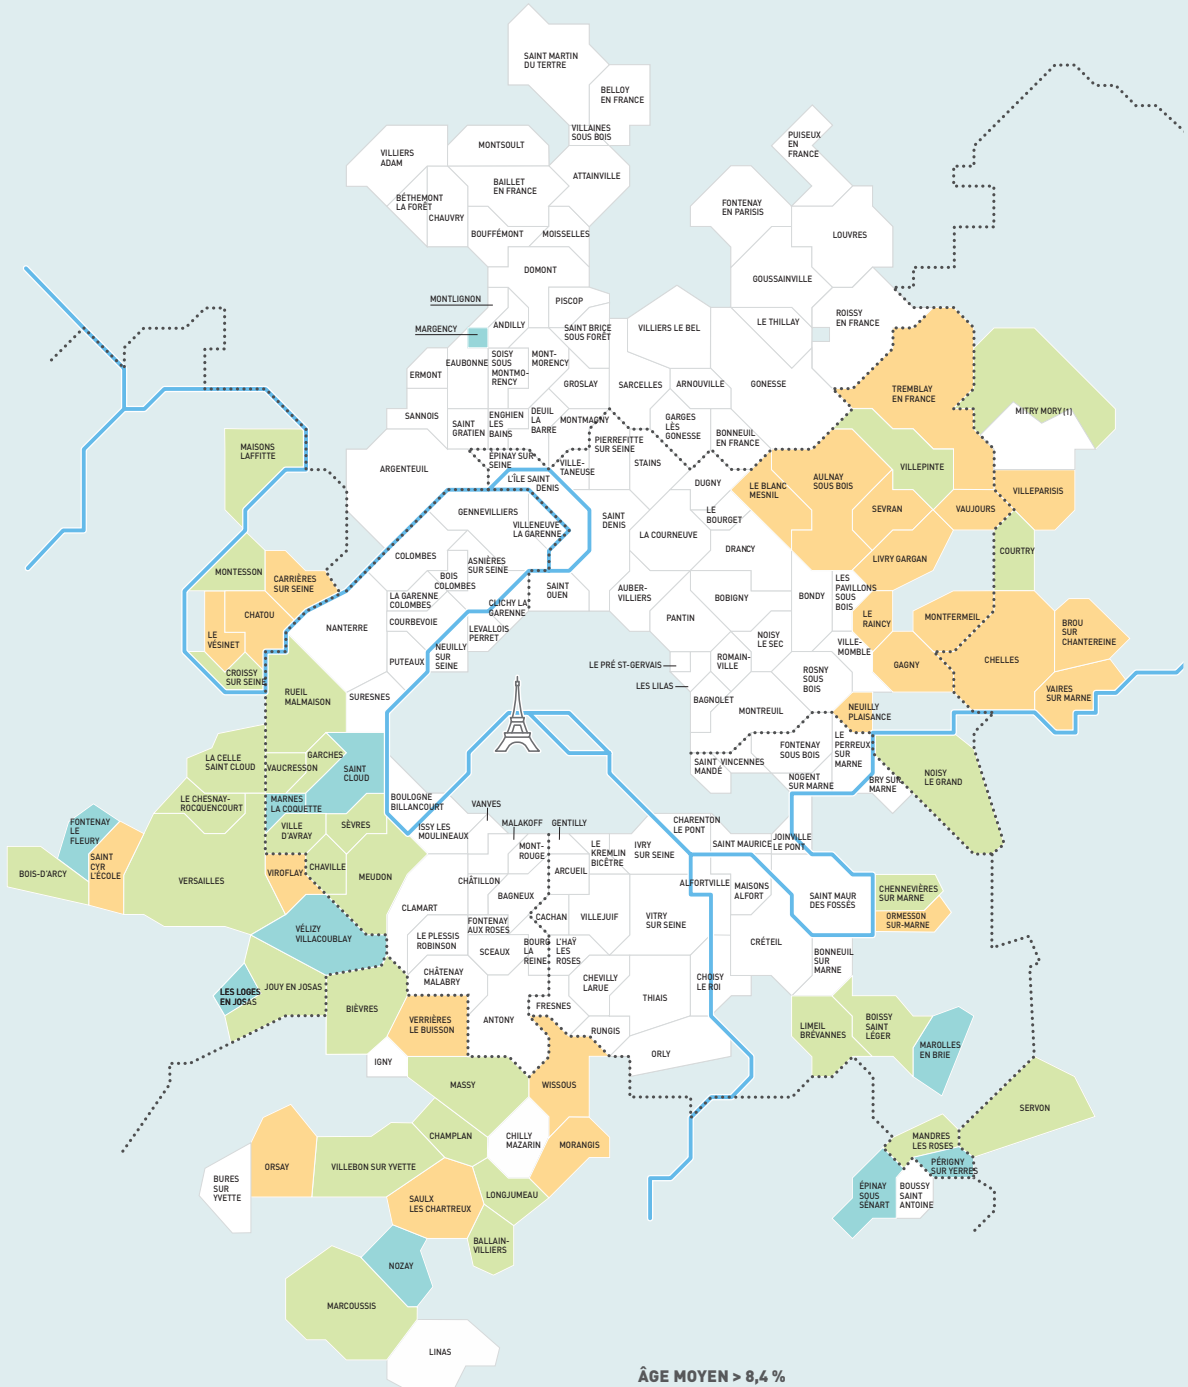 SAINT MARTIN
DU TERTRE
BELLOY
EN FRANCE
VILLAINES
SOUS BOIS
PUISEUX
EN
FRANCE
VILLIERS
ADAM
MONTSOULT
BAILLET
EN FRANCE
ATTAINVILLE
BÉTHEMONT
LA FORÊT
CHAUVRY
FONTENAY
EN PARISIS
BOUFFÉMONT
MOISSELLES
LOUVRES
DOMONT
GOUSSAINVILLE
MONTLIGNON
PISCOP
MARGENCY
ANDILLY
SAINT BRICE
SOUS FORÊT
VILLIERS LE BEL
LE THILLAY
ROISSY
EN FRANCE
EAUBONNE
SOISY
SOUS
MONTMO-
RENCY
MONT-
MORENCY
ERMONT
GROSLAY
SARCELLES
ARNOUVILLE
GONESSE
TREMBLAY
EN FRANCE
MITRY MORY (1)
SANNOIS
SAINT
GRATIEN
ENGHIEN
LES
BAINS
DEUIL
LA
BARRE
MONTMAGNY
GARGES
LÈS
GONESSE
BONNEUIL
EN FRANCE
PIERREFITTE
SUR SEINE
MAISONS
LAFFITTE
ARGENTEUIL
ÉPINAY SUR
SEINE
VILLE-
TANEUSE
STAINS
VILLEPINTE
L'ÎLE SAINT
DENIS
DUGNY
LE BLANC
MESNIL
AULNAY
SOUS BOIS
VILLEPARISIS
GENNEVILLIERS
VILLENEUVE
LA GARENNE
SAINT
DENIS
LE
BOURGET
SEVRAN
VAUJOURS
LA COURNEUVE
DRANCY
COURTRY
COLOMBES
ASNIÈRES
SUR SEINE
BOIS
COLOMBES
LIVRY GARGAN
MONTESSON
CARRIÈRES
SUR SEINE
LA GARENNE
COLOMBES
CLICHY LA
GARENNE
SAINT
OUEN
AUBER-
VILLIERS
BOBIGNY
BONDY
LES
PAVILLONS
SOUS
BOIS
CHATOU
LE
VÉSINET
NANTERRE
COURBEVOIE
LEVALLOIS
PERRET
PANTIN
LE
RAINCY
MONTFERMEIL
BROU
SUR
CHANTEREINE
NOISY
LE SEC
VILLE-
MOMBLE
CROISSY
SUR SEINE
PUTEAUX
NEUILLY
SUR
SEINE
LE PRÉ ST-GERVAIS
ROMAIN-
VILLE
GAGNY
CHELLES
LES LILAS
ROSNY
SOUS
BOIS
RUEIL
MALMAISON
SURESNES
BAGNOLET
MONTREUIL
NEUILLY
PLAISANCE
VAIRES
SUR MARNE
LA CELLE
SAINT CLOUD
GARCHES
VAUCRESSON
SAINT
CLOUD
SAINT
MANDÉ
VINCENNES
FONTENAY
SOUS BOIS
LE
PERREUX
SUR
MARNE
NOGENT
SUR MARNE
BRY SUR
MARNE
NOISY
LE GRAND
LE CHESNAY-
ROCQUENCOURT
MARNES
LA COQUETTE
BOULOGNE
BILLANCOURT
VANVES
FONTENAY
LE
FLEURY
VILLE
D'AVRAY
SÈVRES
ISSY LES
MOULINEAUX
MALAKOFF
GENTILLY
CHARENTON
LE PONT
SAINT MAURICE
JOINVILLE
LE PONT
SAINT
CYR
L'ÉCOLE
BOIS-D'ARCY
VERSAILLES
VIROFLAY
CHAVILLE
MEUDON
MONT-
ROUGE
LE
KREMLIN
BICÊTRE
IVRY
SUR SEINE
ARCUEIL
CHÂTILLON
BAGNEUX
ALFORTVILLE
MAISONS
ALFORT
SAINT MAUR
DES FOSSÉS
CHENNEVIÈRES
SUR MARNE
ORMESSON
SUR-MARNE
CLAMART
FONTENAY
AUX ROSES
CACHAN
VILLEJUIF
VITRY
SUR SEINE
VÉLIZY
VILLACOUBLAY
LE PLESSIS
ROBINSON
SCEAUX
BOURG
LA
REINE
L'HAŸ
LES
ROSES
CRÉTEIL
BONNEUIL
SUR
MARNE
CHÂTENAY
MALABRY
CHEVILLY
LARUE
CHOISY
LE ROI
LES LOGES
EN JOSAS
JOUY EN JOSAS
BIÈVRES
THIAIS
FRESNES
VERRIÈRES
LE BUISSON
ANTONY
RUNGIS
ORLY
LIMEIL
BRÉVANNES
BOISSY
SAINT
LÉGER
MAROLLES
EN BRIE
IGNY
MASSY
WISSOUS
SERVON
CHAMPLAN
CHILLY
MAZARIN
MORANGIS
MANDRES
LES ROSES
PÉRIGNY
SUR YERRES
ORSAY
VILLEBON SUR YVETTE
BURES
SUR
YVETTE
SAULX
LES CHARTREUX
LONGJUMEAU
ÉPINAY
SOUS
SÉNART
BOUSSY
SAINT
ANTOINE
BALLAIN-
VILLIERS
NOZAY
MARCOUSSIS
LINAS
ÂGE MOYEN > 8,4 %